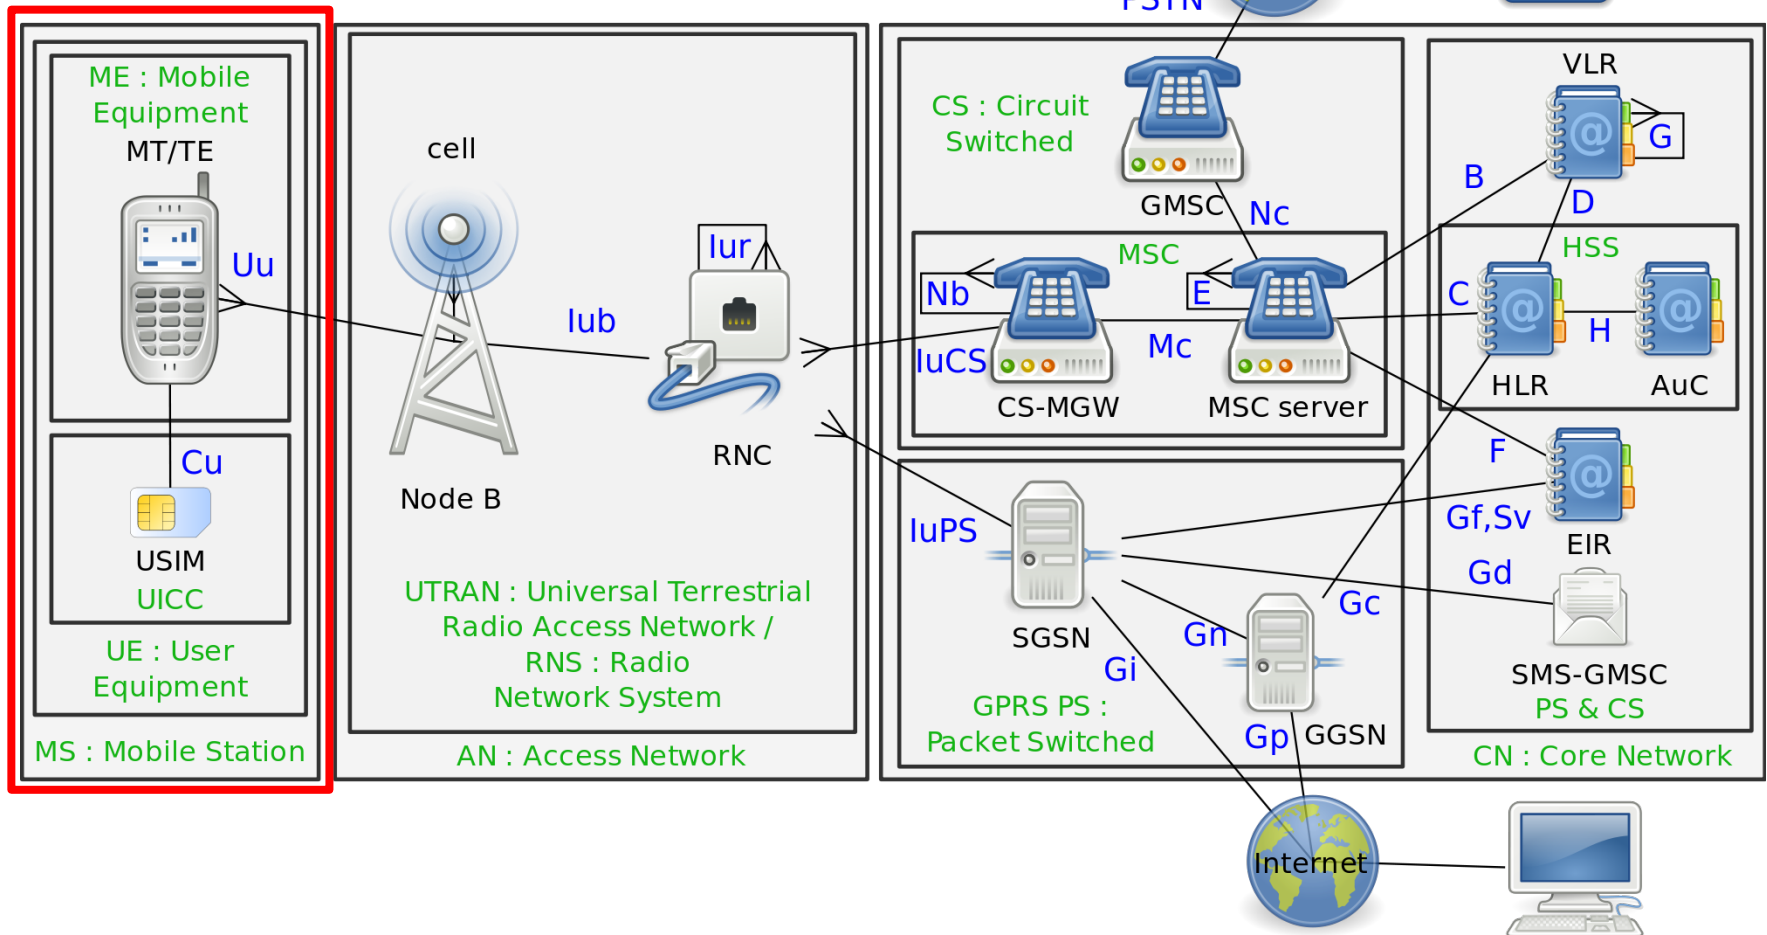 PSTN
ME : Mobile
Equipment
MT/TE
Uu
Cu
USIM
UICC
UE : User
Equipment
MS : Mobile Station
cell
Iub
Iur
RNC
Node B
UTRAN : Universal Terrestrial
Radio Access Network /
RNS : Radio
Network System
AN : Access Network
CS : Circuit
Switched
GMSC
Nc
MSC
Nb
E
IuCS
Mc
CS-MGW
MSC server
IuPS
SGSN
Gn
Gi
GPRS PS :
Packet Switched
Gp
GGSN
Gc
VLR
G
B
D
HSS
C
H
HLR
AuC
F
Gf,Sv
EIR
Gd
SMS-GMSC
PS & CS
CN : Core Network
Internet